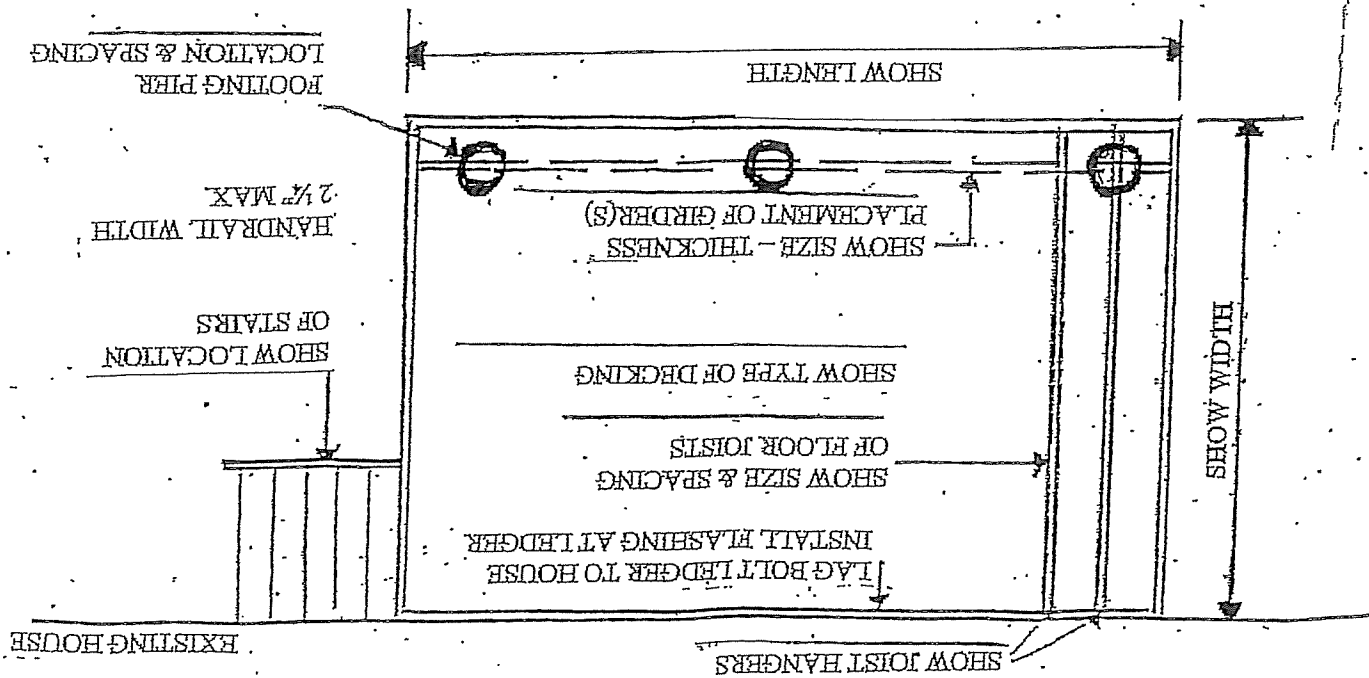 SHOW JOIST HANGERS
EXISTING HOUSE
LAG BOLT LEDGER TO HOUSE
INSTALL FLASHING AT LEDGER
SHOW SIZE & SPACING
OF FLOOR JOISTS
SHOW TYPE OF DECKING
SHOW WIDTH
SHOW LOCATION
OF STAIRS
HANDRAIL WIDTH
2 ¼" MAX
SHOW SIZE – THICKNESS
PLACEMENT OF GIRDER(S)
FOOTING PIER
LOCATION & SPACING
SHOW LENGTH